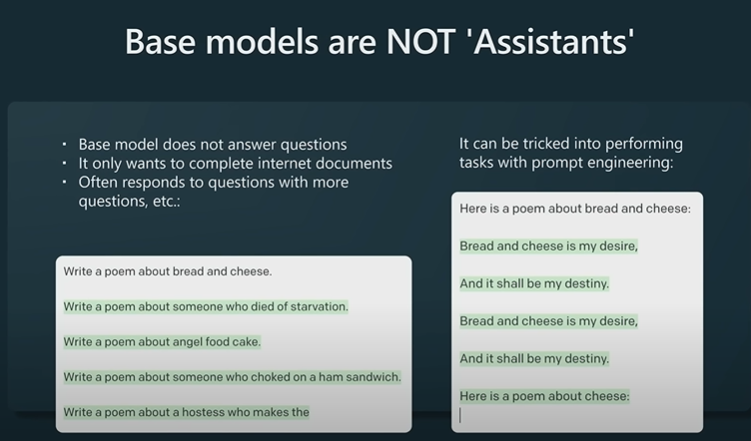 Base models are NOT 'Assistants'
• Base model does not answer questions
• It only wants to complete internet documents
• Often responds to questions with more
questions, etc.:
Write a poem about bread and cheese.
Write a poem about someone who died of starvation.
Write a poem about angel food cake.
Write a poem about someone who choked on a ham sandwich.
Write a poem about a hostess who makes the
It can be tricked into performing
tasks with prompt engineering:
Here is a poem about bread and cheese:
Bread and cheese is my desire,
And it shall be my destiny.
Bread and cheese is my desire,
And it shall be my destiny.
Here is a poem about cheese: